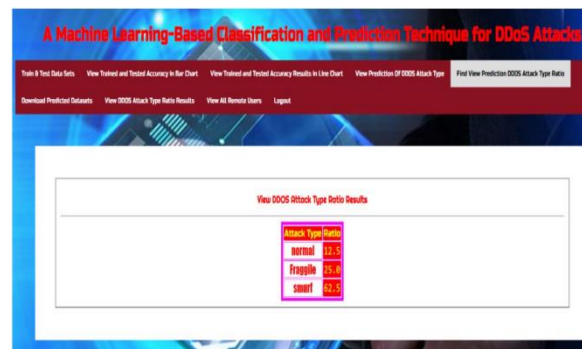 A Machine Learning-Based Classification and Prediction Technique for DDoS Attacks
Train & Test Data Sets View Trained and Tested Accuracy in Bar Chart View Trained and Tested Accuracy Results in Line Chart View Prediction Of DDOS Attack Type Find View Prediction DDOS Attack Type Ratio
Download Predicted Datasets View DDOS Attack Type Ratio Results View All Remote Users Logout
View DDOS Attack Type Ratio Results
Attack Type Ratio
normal 12.5
Fraggile 25.0
smurf 62.5